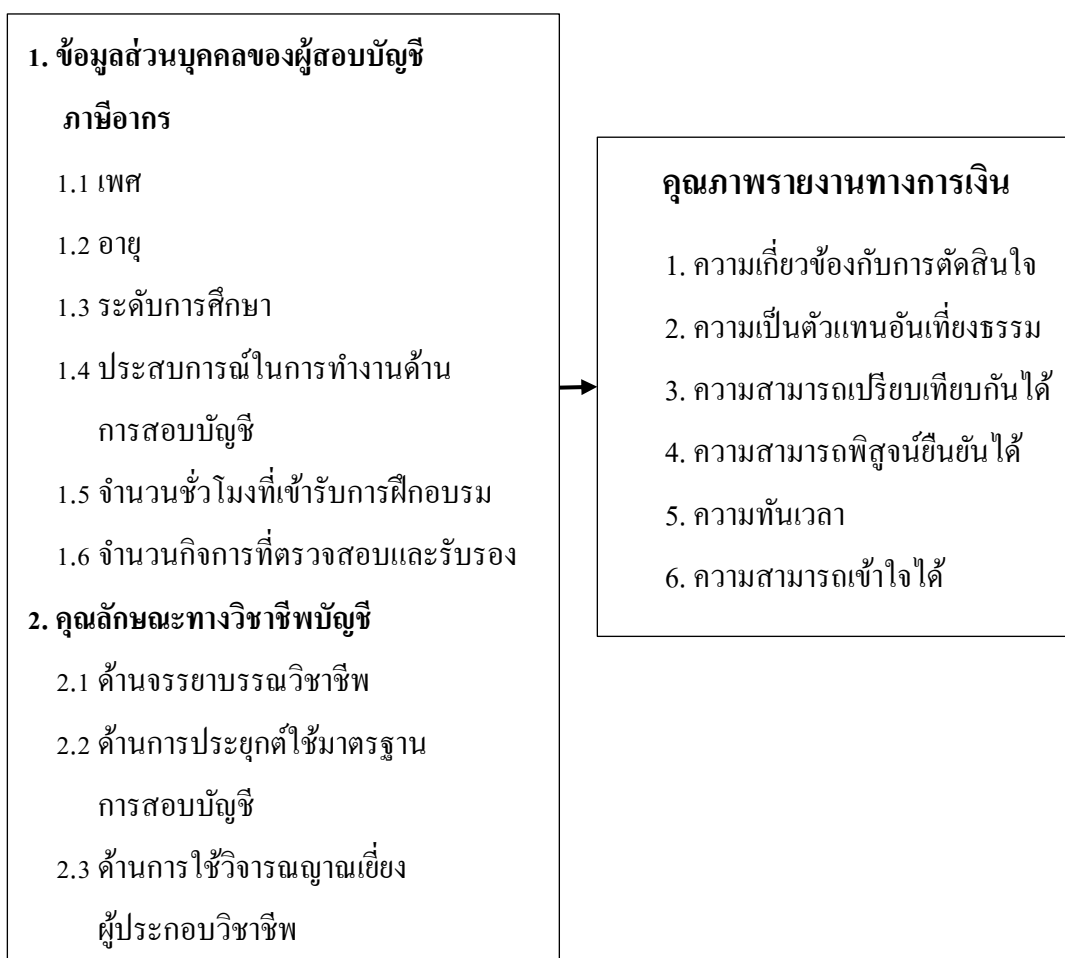 1. ข้อมูลส่วนบุคคลของผู้สอบบัญชี
ภาษีอากร
1.1 เพศ
1.2 อายุ
1.3 ระดับการศึกษา
1.4 ประสบการณ์ในการทำงานด้าน
การสอบบัญชี
1.5 จำนวนชั่วโมงที่เข้ารับการฝึกอบรม
1.6 จำนวนกิจการที่ตรวจสอบและรับรอง
2. คุณลักษณะทางวิชาชีพบัญชี
2.1 ด้านจรรยาบรรณวิชาชีพ
2.2 ด้านการประยุกต์ใช้มาตรฐาน
การสอบบัญชี
2.3 ด้านการใช้วิจารณญาณเยี่ยง
ผู้ประกอบวิชาชีพ
คุณภาพรายงานทางการเงิน
1. ความเกี่ยวข้องกับการตัดสินใจ
2. ความเป็นตัวแทนอันเที่ยงธรรม
3. ความสามารถเปรียบเทียบกันได้
4. ความสามารถพิสูจน์ยืนยันได้
5. ความทันเวลา
6. ความสามารถเข้าใจได้